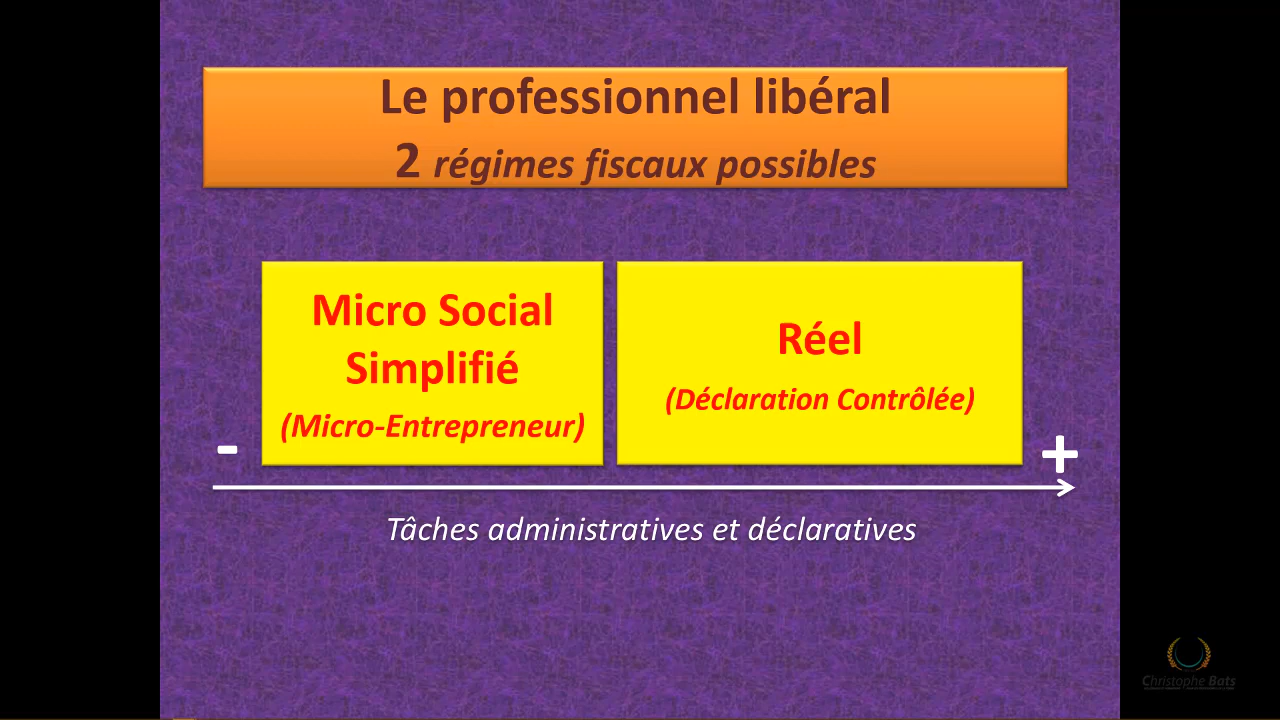 Le professionnel libéral
2 régimes fiscaux possibles
Micro Social
Simplifié
(Micro-Entrepreneur)
Réel
(Déclaration Contrôlée)
- +
Tâches administratives et déclaratives
Christophe Bats